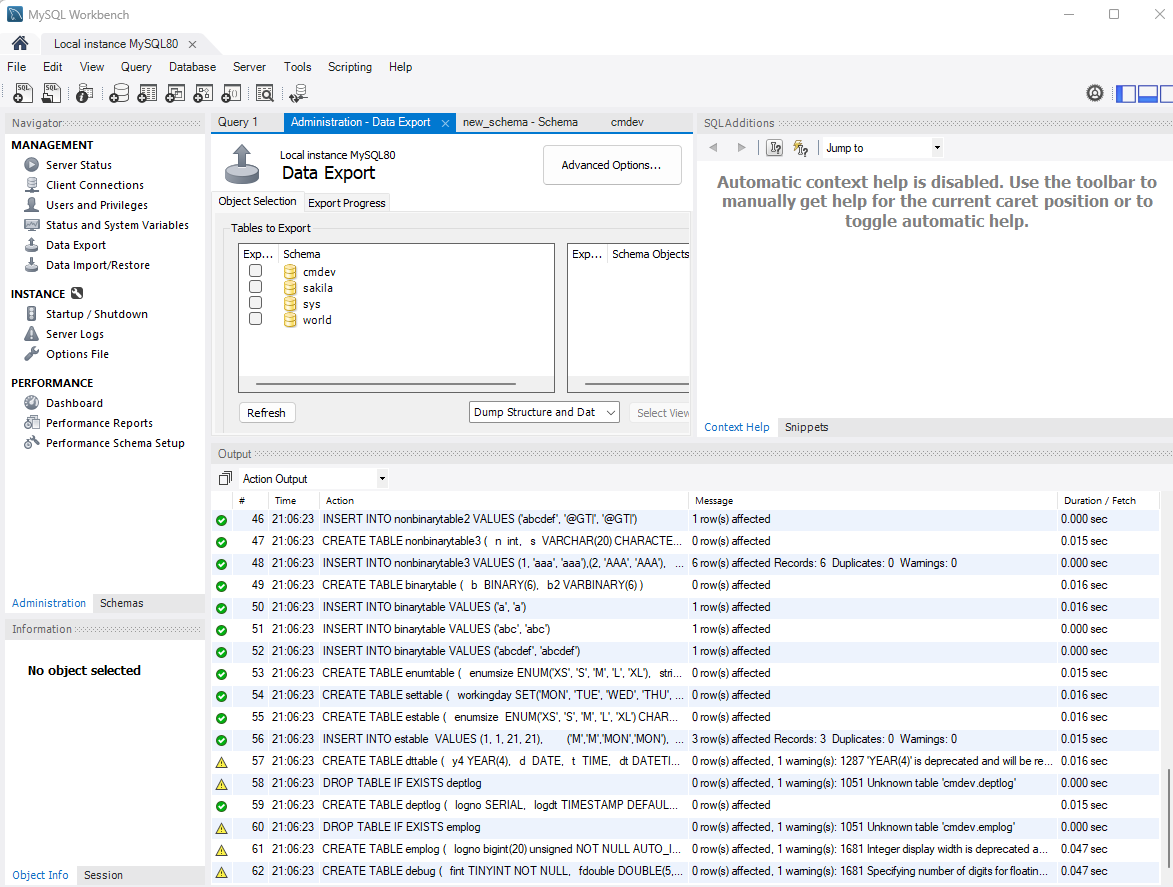 MySQL Workbench
Local instance MySQL80
File Edit View Query Database Server Tools Scripting Help
Navigator
MANAGEMENT
Server Status
Client Connections
Users and Privileges
Status and System Variables
Data Export
Data Import/Restore
INSTANCE
Startup / Shutdown
Server Logs
Options File
PERFORMANCE
Dashboard
Performance Reports
Performance Schema Setup
Administration Schemas
Information
No object selected
Object Info Session
Query 1 Administration - Data Export new_schema - Schema cmdev
Local instance MySQL80
Data Export
Advanced Options...
Object Selection Export Progress
Tables to Export
Exp... Schema
cmdev
sakila
sys
world
Exp... Schema Objects
Refresh Dump Structure and Dat Select View
SQLAdditions
Jump to
Automatic context help is disabled. Use the toolbar to
manually get help for the current caret position or to
toggle automatic help.
Context Help Snippets
Output
Action Output
# Time Action Message Duration / Fetch
46 21:06:23 INSERT INTO nonbinarytable2 VALUES ('abcdef', '@GT|', '@GT|') 1 row(s) affected 0.000 sec
47 21:06:23 CREATE TABLE nonbinarytable3 ( n int, s VARCHAR(20) CHARACTE... 0 row(s) affected 0.015 sec
48 21:06:23 INSERT INTO nonbinarytable3 VALUES (1, 'aaa', 'aaa'),(2, 'AAA', 'AAA'), ... 6 row(s) affected Records: 6 Duplicates: 0 Warnings: 0 0.000 sec
49 21:06:23 CREATE TABLE binarytable ( b BINARY(6), b2 VARBINARY(6) ) 0 row(s) affected 0.016 sec
50 21:06:23 INSERT INTO binarytable VALUES ('a', 'a') 1 row(s) affected 0.016 sec
51 21:06:23 INSERT INTO binarytable VALUES ('abc', 'abc') 1 row(s) affected 0.000 sec
52 21:06:23 INSERT INTO binarytable VALUES ('abcdef', 'abcdef') 1 row(s) affected 0.000 sec
53 21:06:23 CREATE TABLE enumtable ( enumsize ENUM('XS', 'S', 'M', 'L', 'XL'), stri... 0 row(s) affected 0.015 sec
54 21:06:23 CREATE TABLE settable ( workingday SET('MON', 'TUE', 'WED', 'THU', ... 0 row(s) affected 0.016 sec
55 21:06:23 CREATE TABLE estable ( enumsize ENUM('XS', 'S', 'M', 'L', 'XL') CHAR... 0 row(s) affected 0.016 sec
56 21:06:23 INSERT INTO estable VALUES (1, 1, 21, 21), ('M','M','MON','MON'), ... 3 row(s) affected Records: 3 Duplicates: 0 Warnings: 0 0.015 sec
57 21:06:23 CREATE TABLE dttable ( y4 YEAR(4), d DATE, t TIME, dt DATETI... 0 row(s) affected, 1 warning(s): 1287 'YEAR(4)' is deprecated and will be re... 0.016 sec
58 21:06:23 DROP TABLE IF EXISTS deptlog 0 row(s) affected, 1 warning(s): 1051 Unknown table 'cmdev.deptlog' 0.000 sec
59 21:06:23 CREATE TABLE deptlog ( logno SERIAL, logdt TIMESTAMP DEFAUL... 0 row(s) affected 0.015 sec
60 21:06:23 DROP TABLE IF EXISTS emplog 0 row(s) affected, 1 warning(s): 1051 Unknown table 'cmdev.emplog' 0.000 sec
61 21:06:23 CREATE TABLE emplog ( logno bigint(20) unsigned NOT NULL AUTO_I... 0 row(s) affected, 1 warning(s): 1681 Integer display width is deprecated a... 0.047 sec
62 21:06:23 CREATE TABLE debug ( fint TINYINT NOT NULL, fdouble DOUBLE(5,... 0 row(s) affected, 1 warning(s): 1681 Specifying number of digits for floatin... 0.047 sec